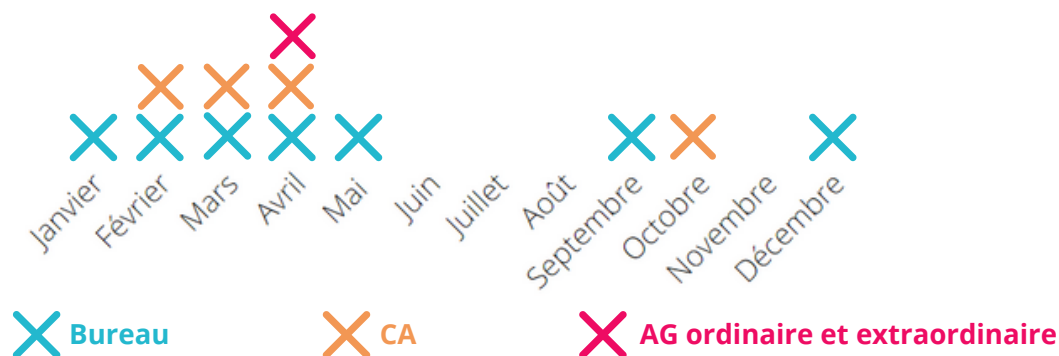 Janvier
Février
Mars
Avril
Mai
Juin
Juillet
Août
Septembre
Octobre
Novembre
Décembre
Bureau
CA
AG ordinaire et extraordinaire